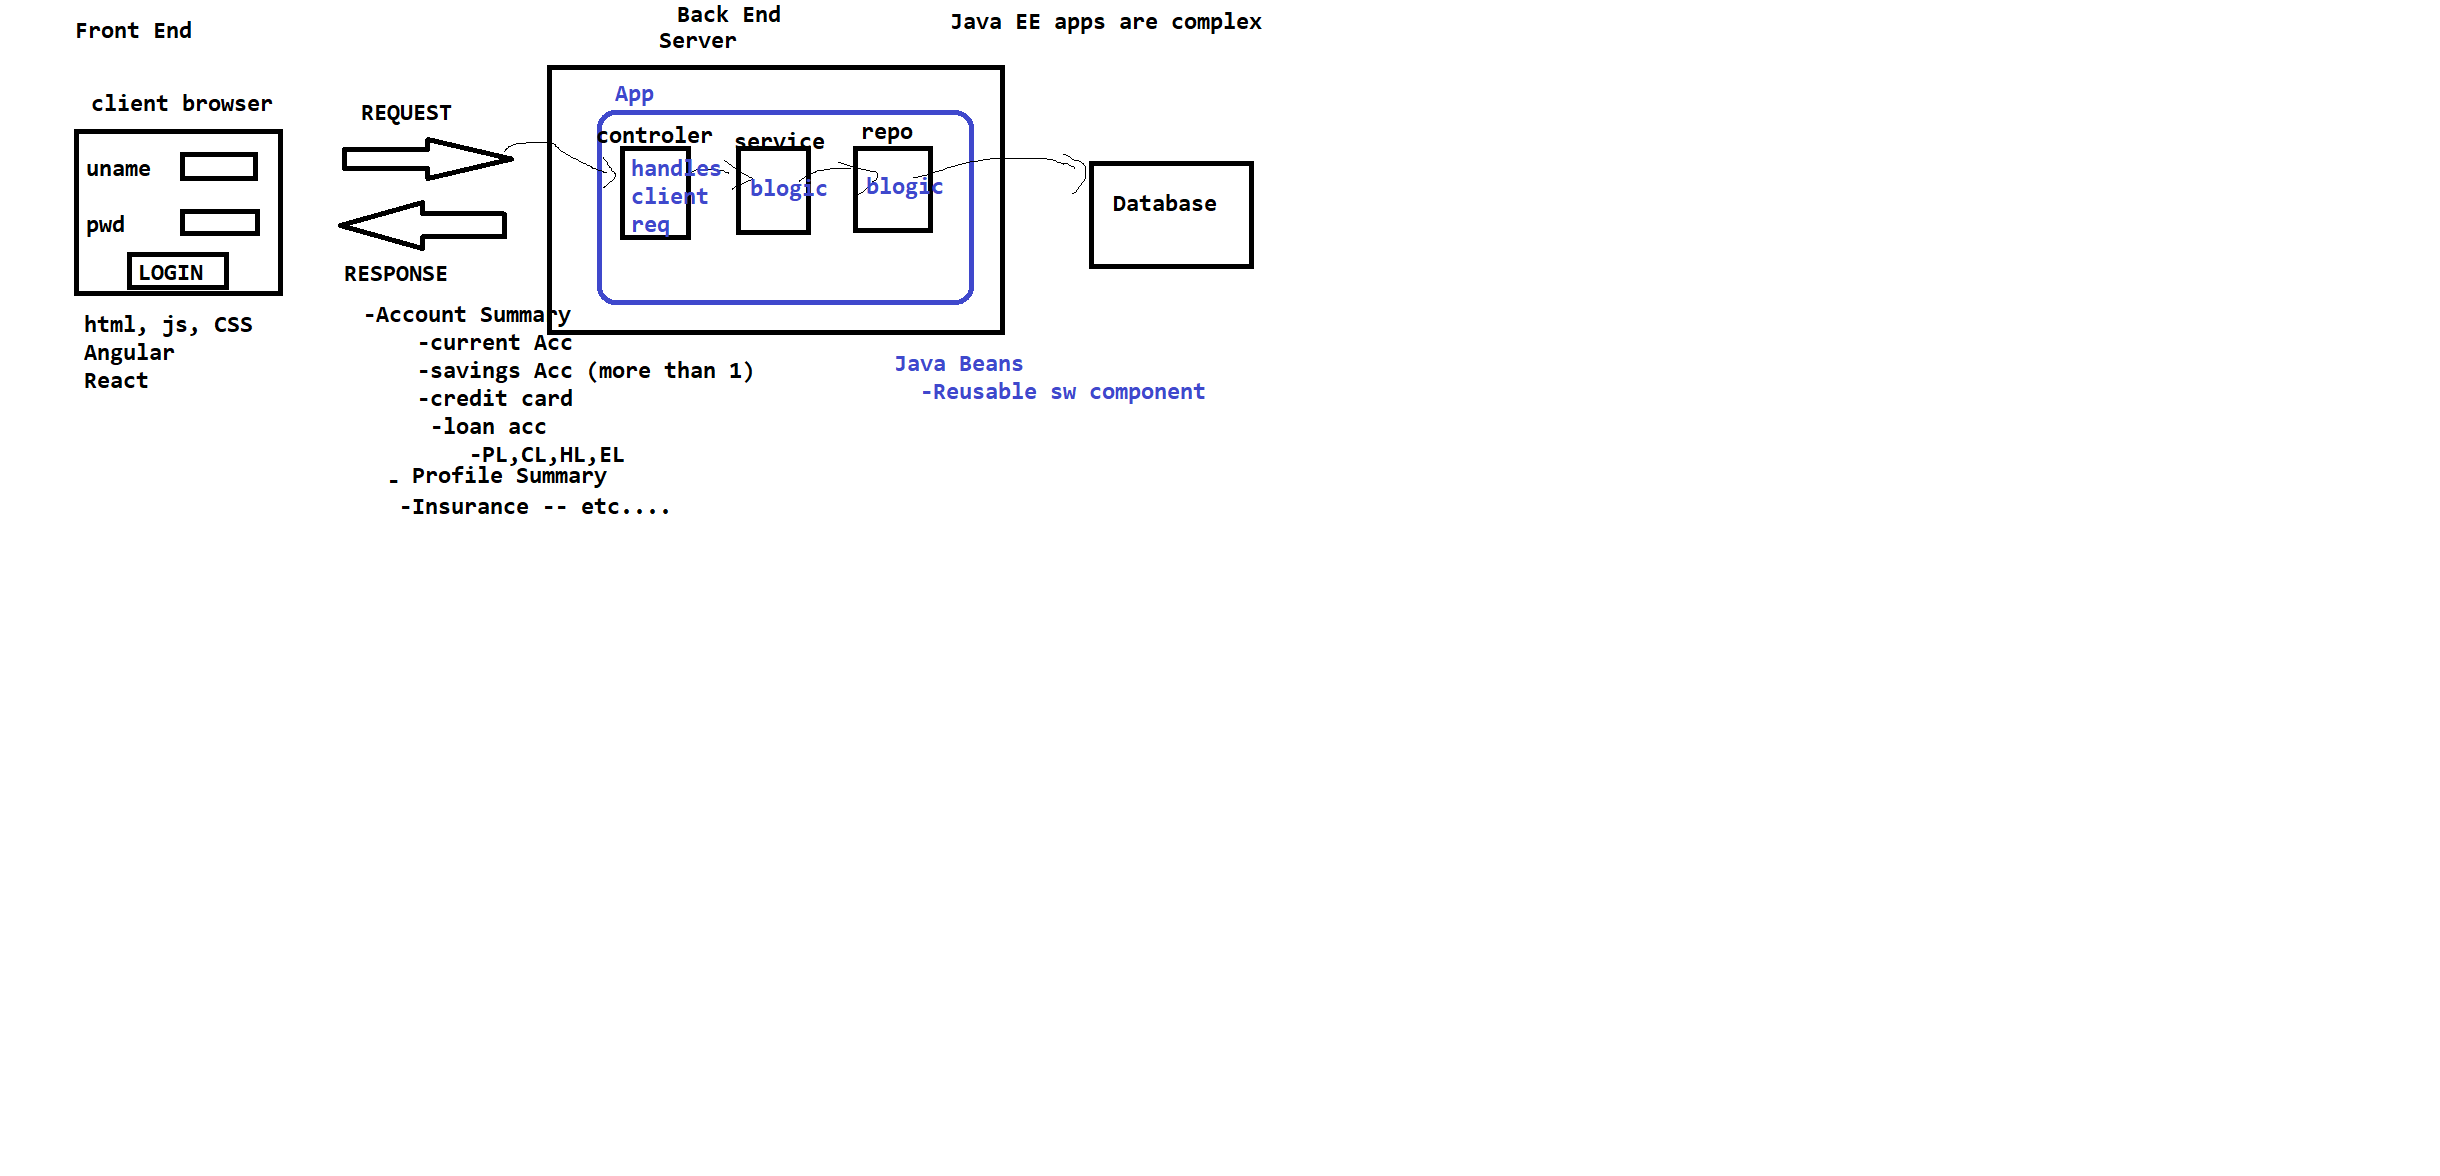 Front End
Back End
Server
Java EE apps are complex
client browser
uname
pwd
LOGIN
html, js, CSS
Angular
React
REQUEST
RESPONSE
-Account Summary
-current Acc
-savings Acc (more than 1)
-credit card
-loan acc
-PL,CL,HL,EL
- Profile Summary
-Insurance -- etc....
App
controler
handles
client
req
service
blogic
repo
blogic
Database
Java Beans
-Reusable sw component